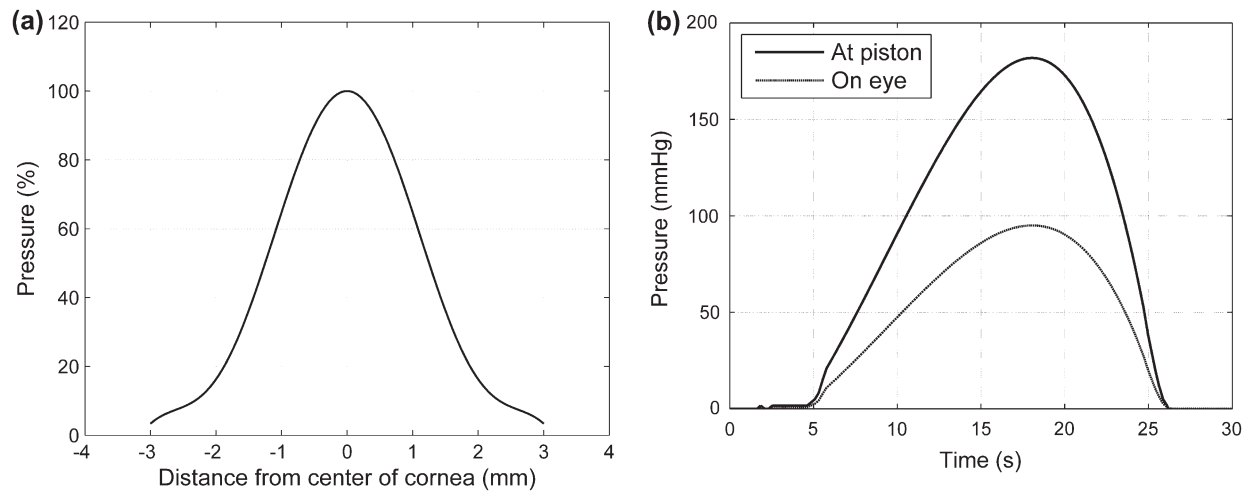 (a)
120
100
80
60
40
20
0
-4 -3 -2 -1 0 1 2 3 4
Pressure (%)
Distance from center of cornea (mm)
(b)
200
150
100
50
0
0 5 10 15 20 25 30
Pressure (mmHg)
Time (s)
At piston
On eye